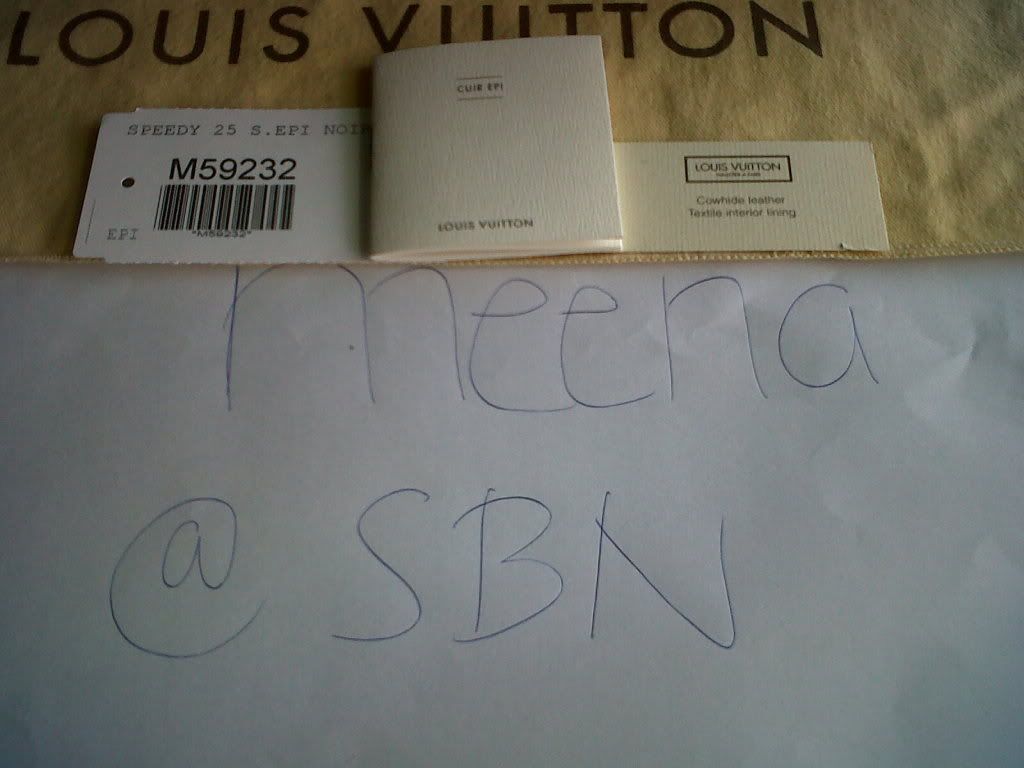 LOUIS VUITTON
SPEEDY 25 S.EPI NOIR
M59232
EPI
"M59232"
CUIR EPI
LOUIS VUITTON
LOUIS VUITTON
Cowhide leather
Textile interior lining
meena
@ SBN